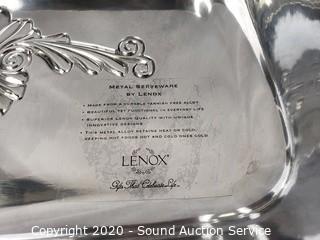 METAL SERVEWARE
BY LENOX
• MADE FROM A DURABLE TARNISH FREE ALLOY
• BEAUTIFUL YET FUNCTIONAL IN EVERYDAY LIFE
• SUPERIOR LENOX QUALITY WITH UNIQUE
INNOVATIVE DESIGNS
• THIS METAL ALLOY RETAINS HEAT OR COLD,
KEEPING HOT FOODS HOT AND COLD ONES COLD
LENOX®
Gifts That Celebrate Life
Copyright ©2020 - Sound Auction Service